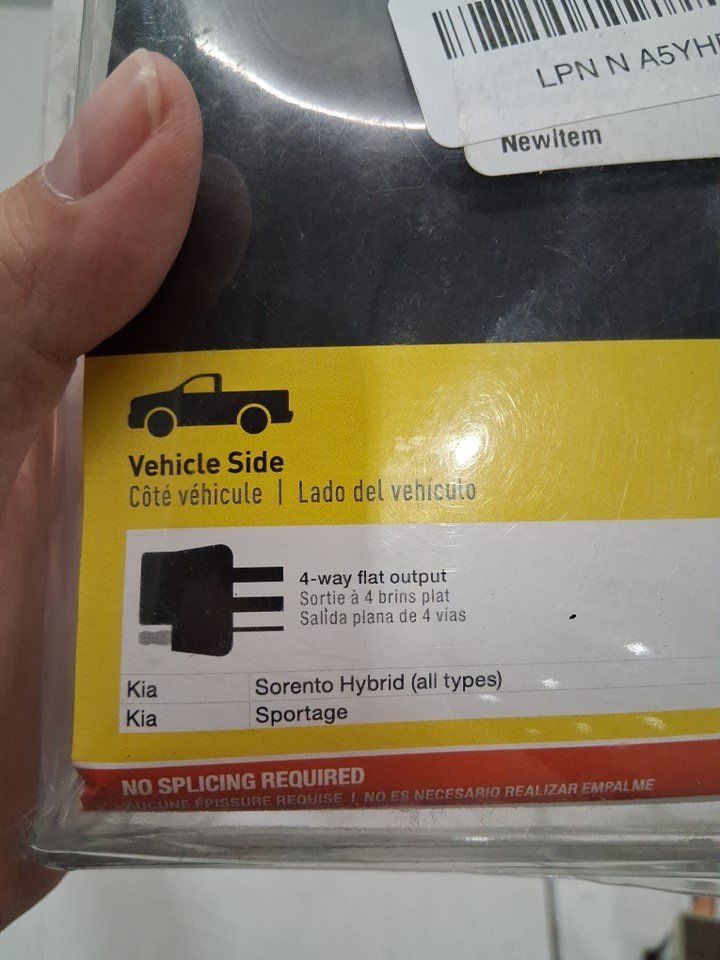 LPN N A5YH
NewItem
Vehicle Side
Côté véhicule | Lado del vehículo
4-way flat output
Sortie à 4 brins plat
Salida plana de 4 vías
Kia Sorento Hybrid (all types)
Kia Sportage
NO SPLICING REQUIRED
AUCUNE ÉPISSURE REQUISE | NO ES NECESARIO REALIZAR EMPALME